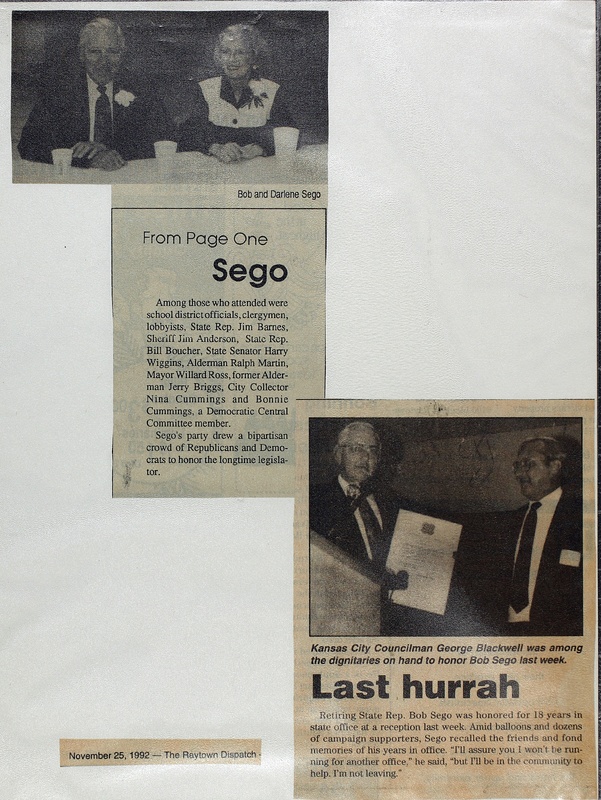 Bob and Darlene Sego
From Page One
Sego
Among those who attended were
school district officials, clergymen,
lobbyists, State Rep. Jim Barnes,
Sheriff Jim Anderson, State Rep.
Bill Boucher, State Senator Harry
Wiggins, Alderman Ralph Martin,
Mayor Willard Ross, former Alder-
man Jerry Briggs, City Collector
Nina Cummings and Bonnie
Cummings, a Democratic Central
Committee member.
Sego's party drew a bipartisan
crowd of Republicans and Demo-
crats to honor the longtime legisla-
tor.
Kansas City Councilman George Blackwell was among
the dignitaries on hand to honor Bob Sego last week.
Last hurrah
Retiring State Rep. Bob Sego was honored for 18 years in
state office at a reception last week. Amid balloons and dozens
of campaign supporters, Sego recalled the friends and fond
memories of his years in office. "I'll assure you I won't be run-
ning for another office," he said, "but I'll be in the community to
help. I'm not leaving."
November 25, 1992 — The Raytown Dispatch -